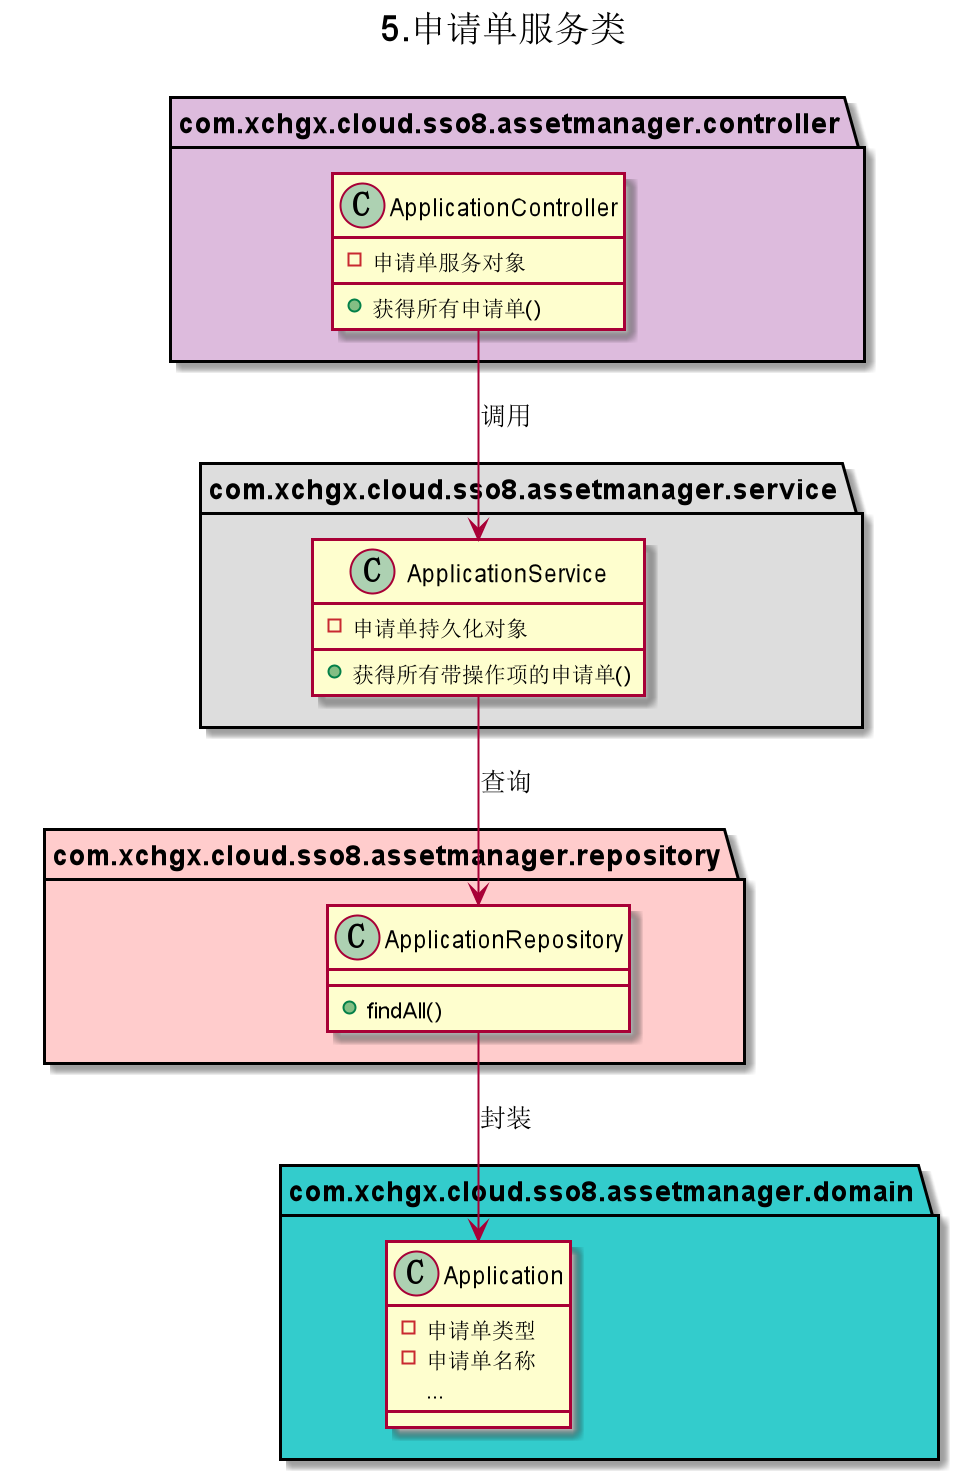 5.申请单服务类
com.xchgx.cloud.sso8.assetmanager.controller
C ApplicationController
申请单服务对象
获得所有申请单()
调用
com.xchgx.cloud.sso8.assetmanager.service
C ApplicationService
申请单持久化对象
获得所有带操作项的申请单()
查询
com.xchgx.cloud.sso8.assetmanager.repository
C ApplicationRepository
findAll()
封装
com.xchgx.cloud.sso8.assetmanager.domain
C Application
申请单类型
申请单名称
...